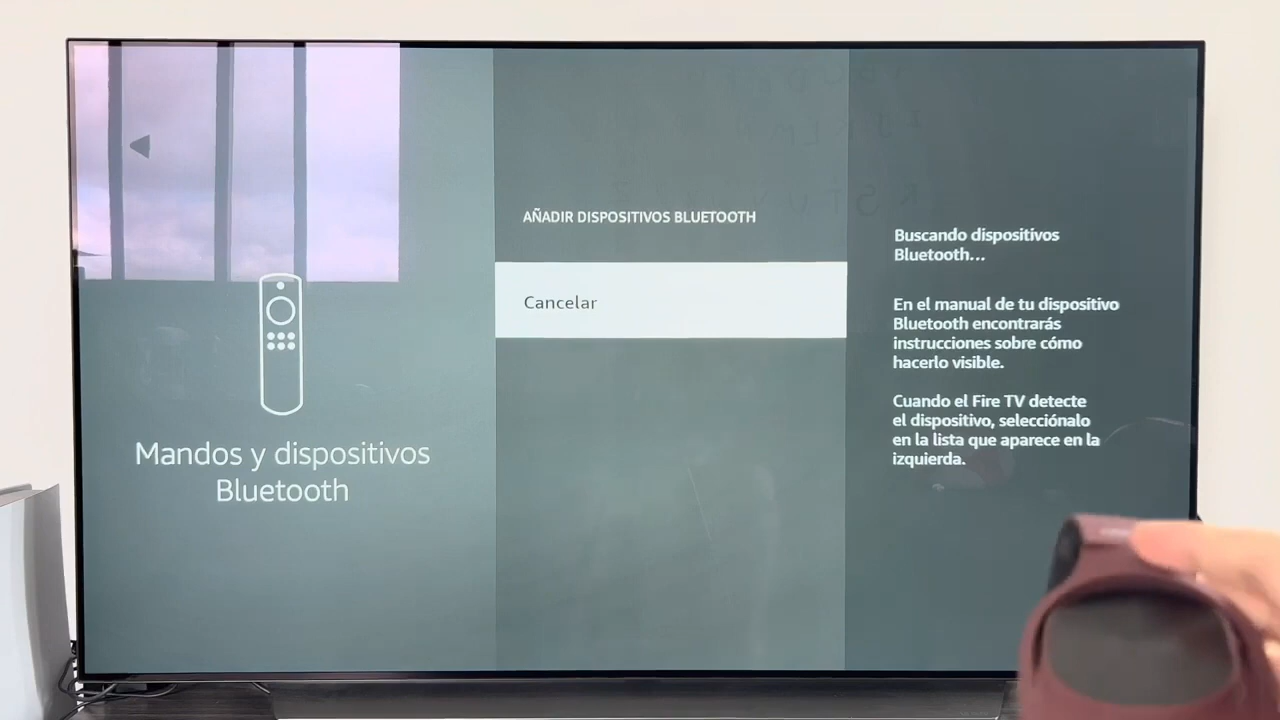 AÑADIR DISPOSITIVOS BLUETOOTH
Cancelar
Mandos y dispositivos
Bluetooth
Buscando dispositivos
Bluetooth...
En el manual de tu dispositivo
Bluetooth encontrarás
instrucciones sobre cómo
hacerlo visible.
Cuando el Fire TV detecte
el dispositivo, selecciónalo
en la lista que aparece en la
izquierda.